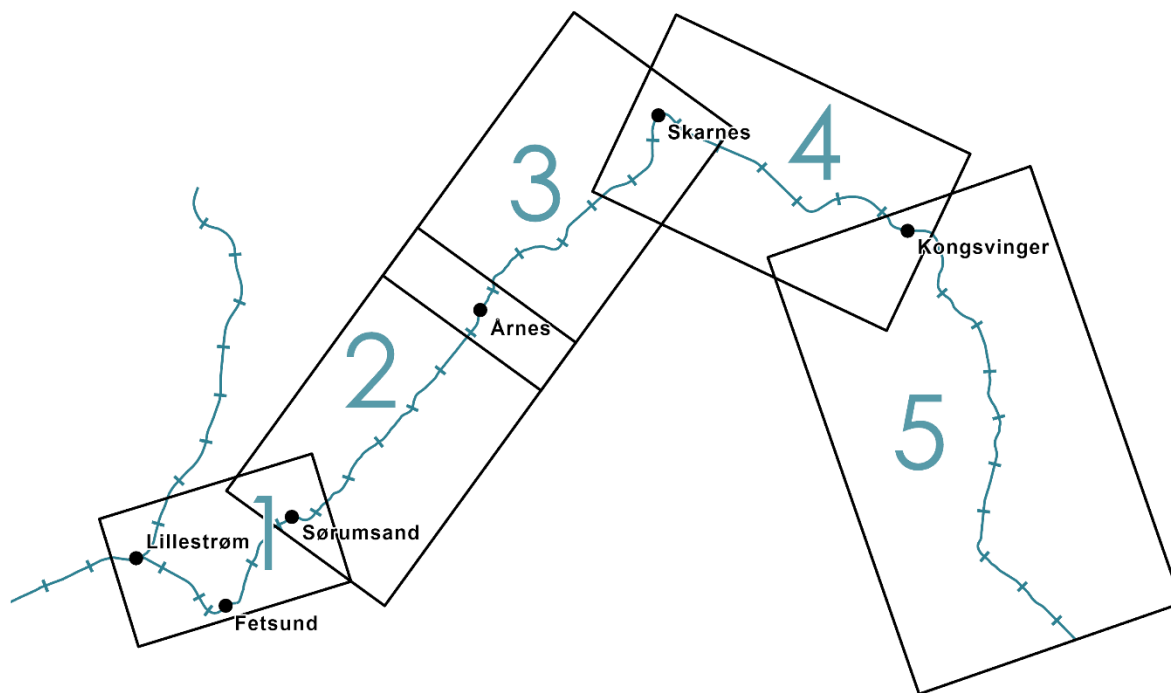 4
Skarnes
3
Kongsvinger
Årnes
2
5
1
Sørumsand
Lillestrøm
Fetsund